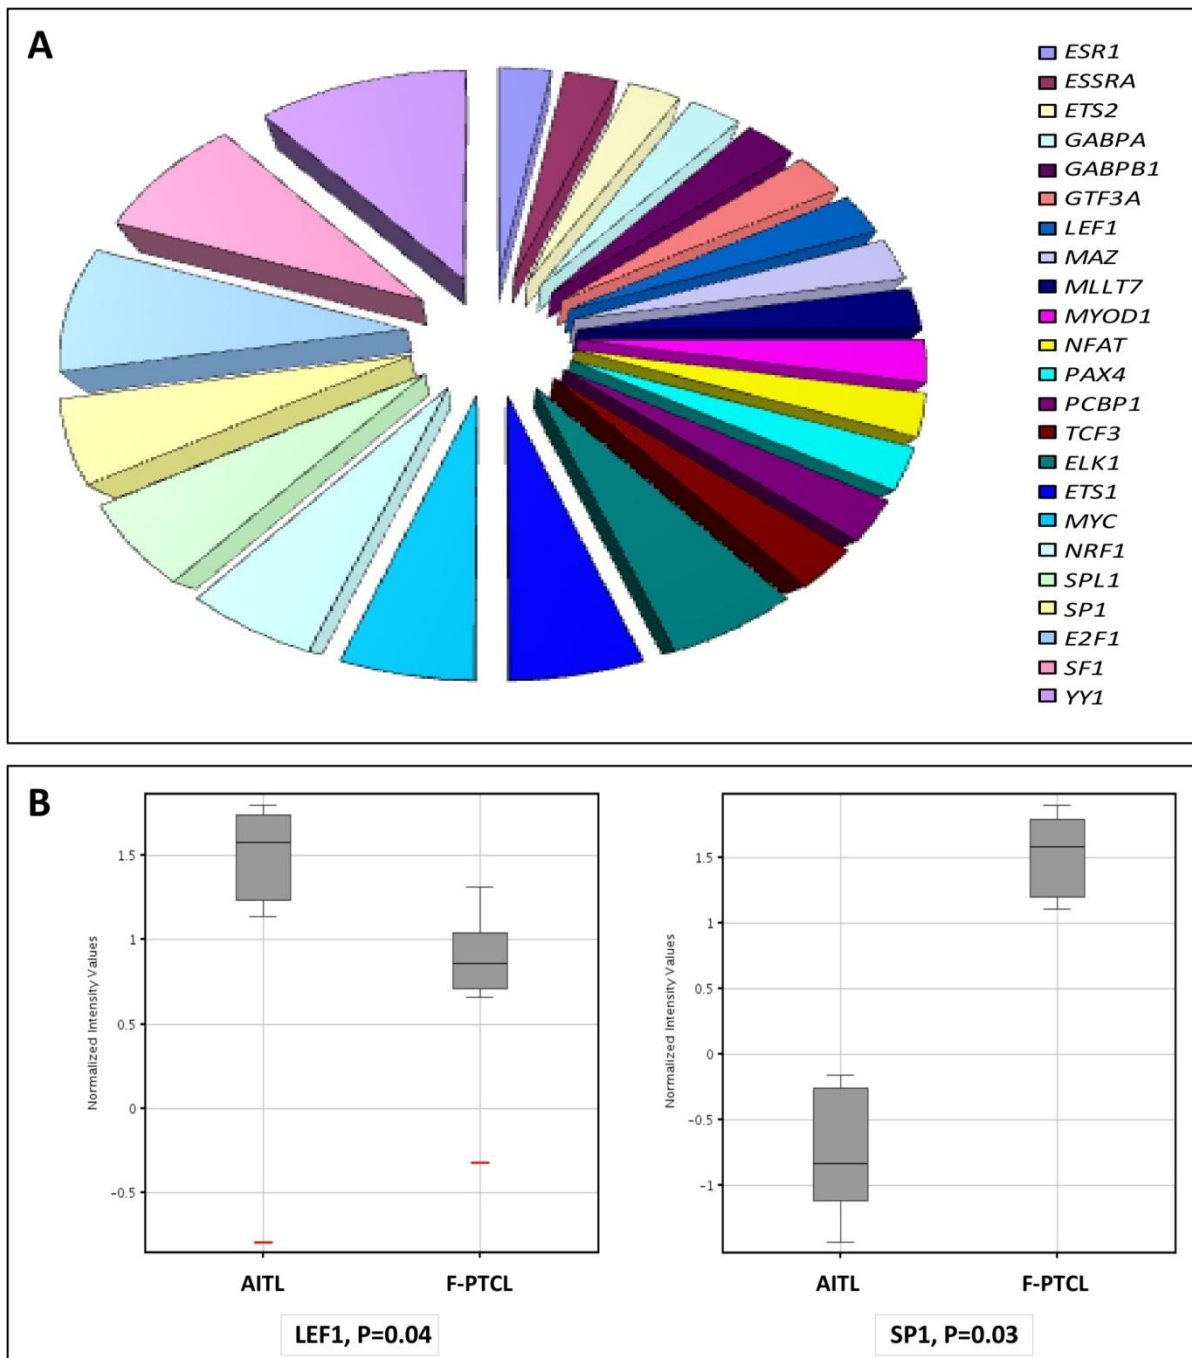 A
ESR1
ESSRA
ETS2
GABPA
GABPB1
GTF3A
LEF1
MAZ
MLLT7
MYOD1
NFAT
PAX4
PCBP1
TCF3
ELK1
ETS1
MYC
NRF1
SPL1
SP1
E2F1
SF1
YY1
B
Normalized Intensity Values
1.5
1
0.5
0
-0.5
AITL F-PTCL
LEF1, P=0.04
Normalized Intensity Values
1.5
1
0.5
0
-0.5
-1
AITL F-PTCL
SP1, P=0.03